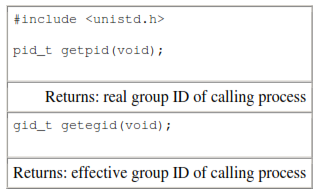 #include <unistd.h>
pid_t getpid(void);
Returns: real group ID of calling process
gid_t getegid(void);
Returns: effective group ID of calling process